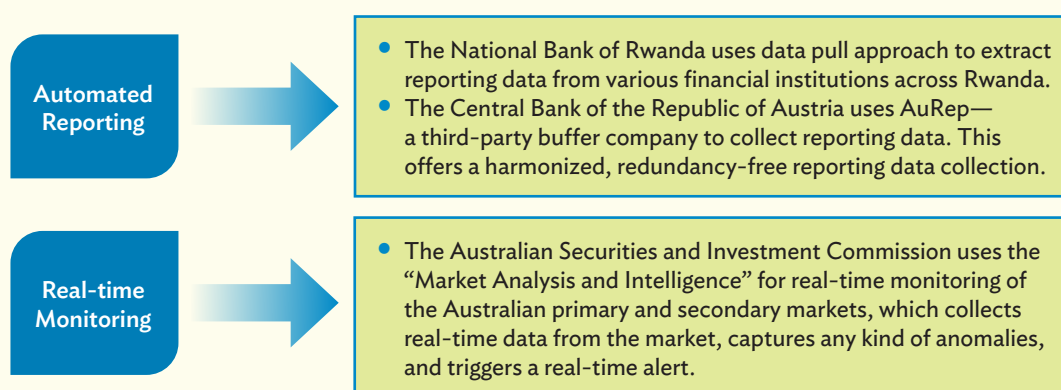 Automated
Reporting
• The National Bank of Rwanda uses data pull approach to extract
reporting data from various financial institutions across Rwanda.
• The Central Bank of the Republic of Austria uses AuRep—
a third-party buffer company to collect reporting data. This
offers a harmonized, redundancy-free reporting data collection.
Real-time
Monitoring
• The Australian Securities and Investment Commission uses the
“Market Analysis and Intelligence” for real-time monitoring of
the Australian primary and secondary markets, which collects
real-time data from the market, captures any kind of anomalies,
and triggers a real-time alert.